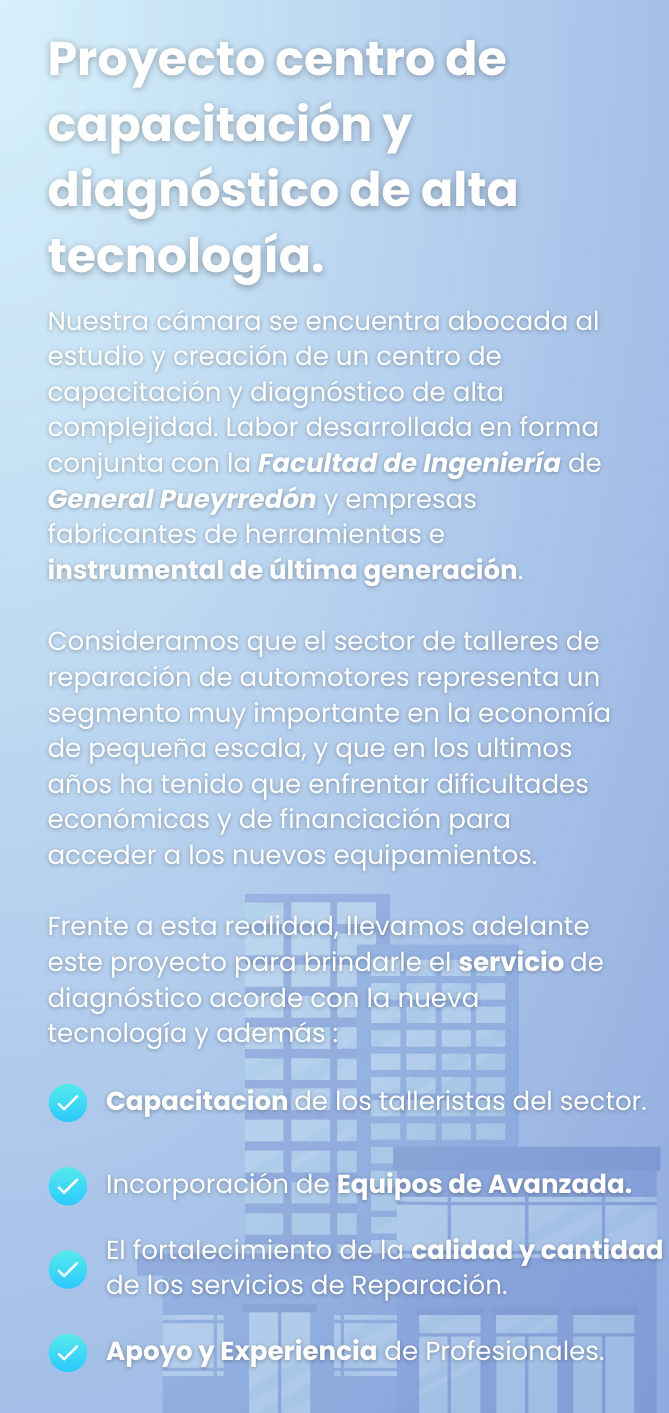 Proyecto centro de
capacitación y
diagnóstico de alta
tecnología.
Nuestra cámara se encuentra abocada al
estudio y creación de un centro de
capacitación y diagnóstico de alta
complejidad. Labor desarrollada en forma
conjunta con la Facultad de Ingeniería de
General Pueyrredón y empresas
fabricantes de herramientas e
instrumental de última generación.
Consideramos que el sector de talleres de
reparación de automotores representa un
segmento muy importante en la economía
de pequeña escala, y que en los ultimos
años ha tenido que enfrentar dificultades
económicas y de financiación para
acceder a los nuevos equipamientos.
Frente a esta realidad, llevamos adelante
este proyecto para brindarle el servicio de
diagnóstico acorde con la nueva
tecnología y además :
Capacitacion de los talleristas del sector.
Incorporación de Equipos de Avanzada.
El fortalecimiento de la calidad y cantidad
de los servicios de Reparación.
Apoyo y Experiencia de Profesionales.